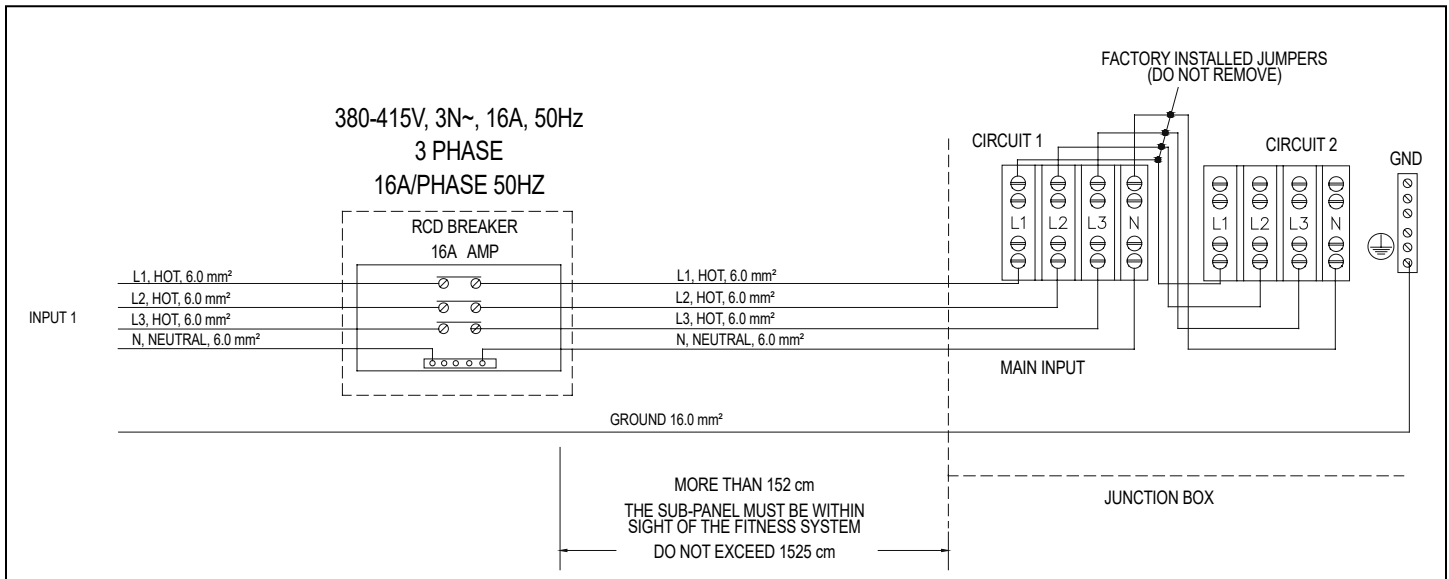 FACTORY INSTALLED JUMPERS
(DO NOT REMOVE)
380-415V, 3N~, 16A, 50Hz
3 PHASE
16A/PHASE 50HZ
CIRCUIT 1
CIRCUIT 2
GND
RCD BREAKER
16A AMP
L1 L2 L3 N
L1 L2 L3 N
INPUT 1
L1, HOT, 6.0 mm²
L2, HOT, 6.0 mm²
L3, HOT, 6.0 mm²
N, NEUTRAL, 6.0 mm²
L1, HOT, 6.0 mm²
L2, HOT, 6.0 mm²
L3, HOT, 6.0 mm²
N, NEUTRAL, 6.0 mm²
MAIN INPUT
GROUND 16.0 mm²
MORE THAN 152 cm
THE SUB-PANEL MUST BE WITHIN
SIGHT OF THE FITNESS SYSTEM
DO NOT EXCEED 1525 cm
JUNCTION BOX